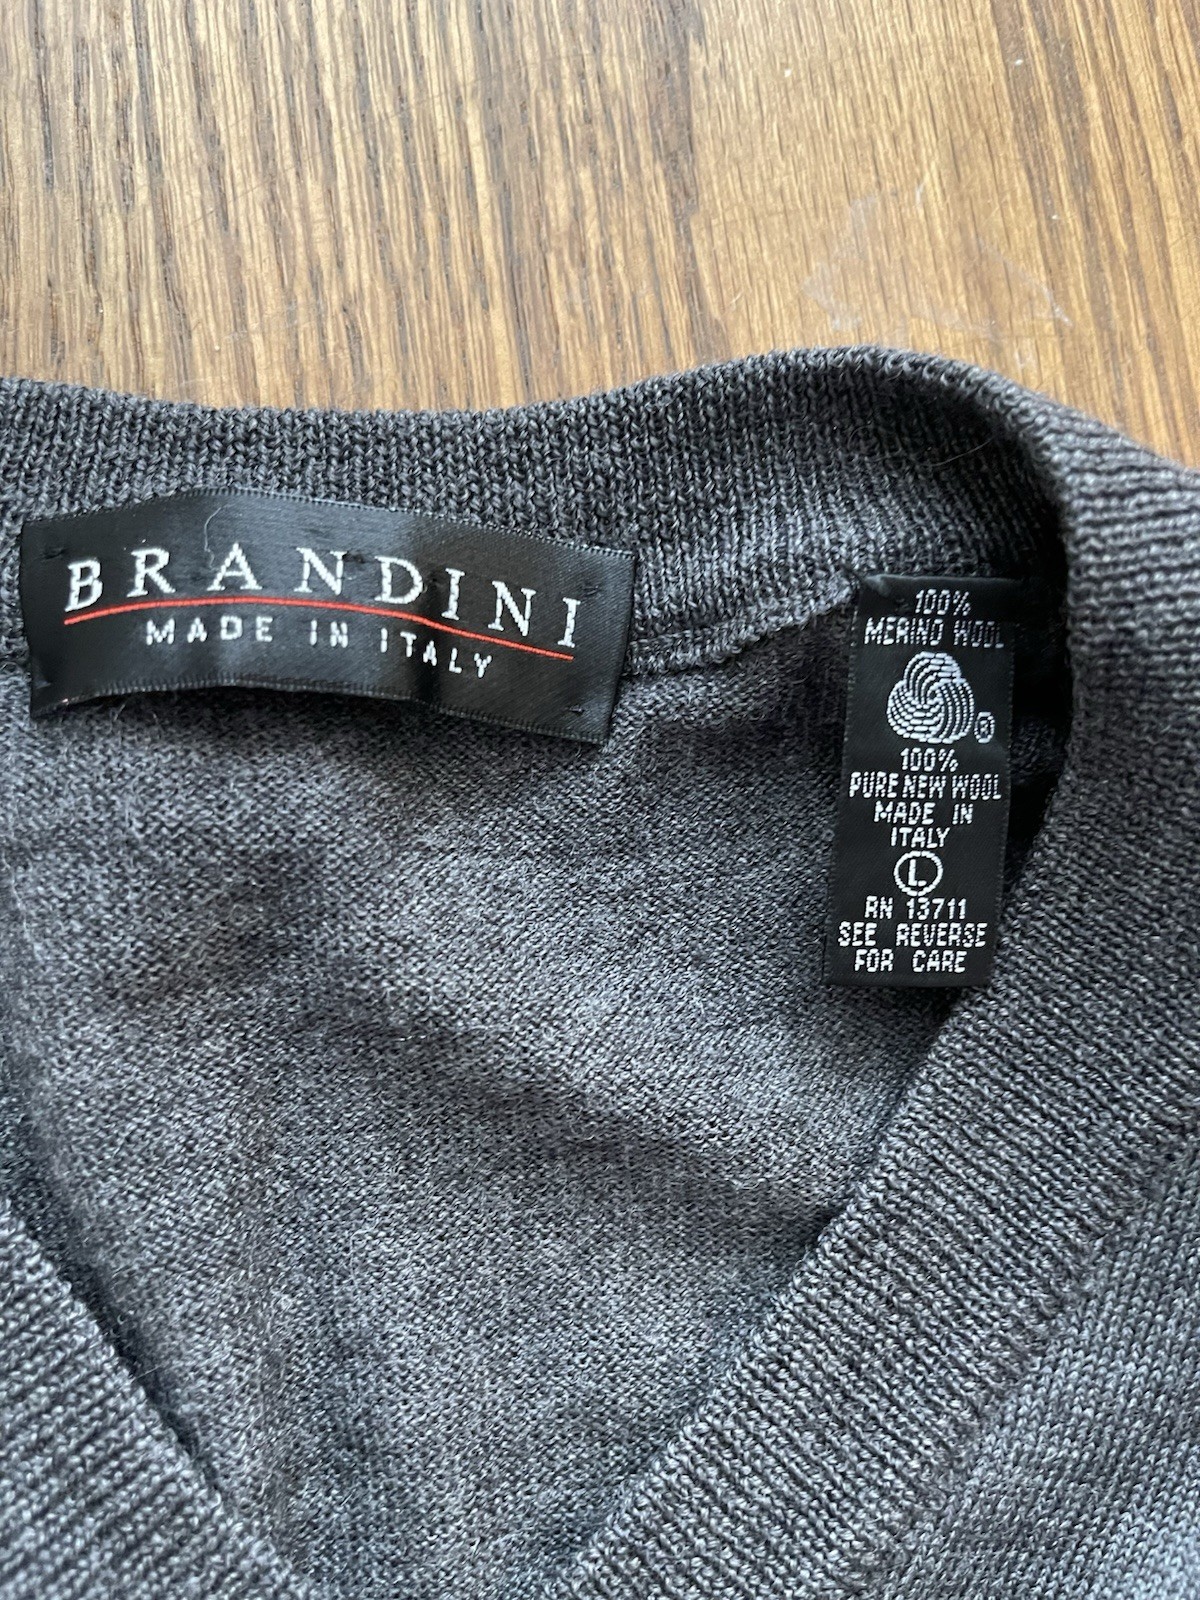 BRANDINI
MADE IN ITALY
100%
MERINO WOOL
®
100%
PURE NEW WOOL
MADE IN
ITALY
L
RN 13711
SEE REVERSE
FOR CARE